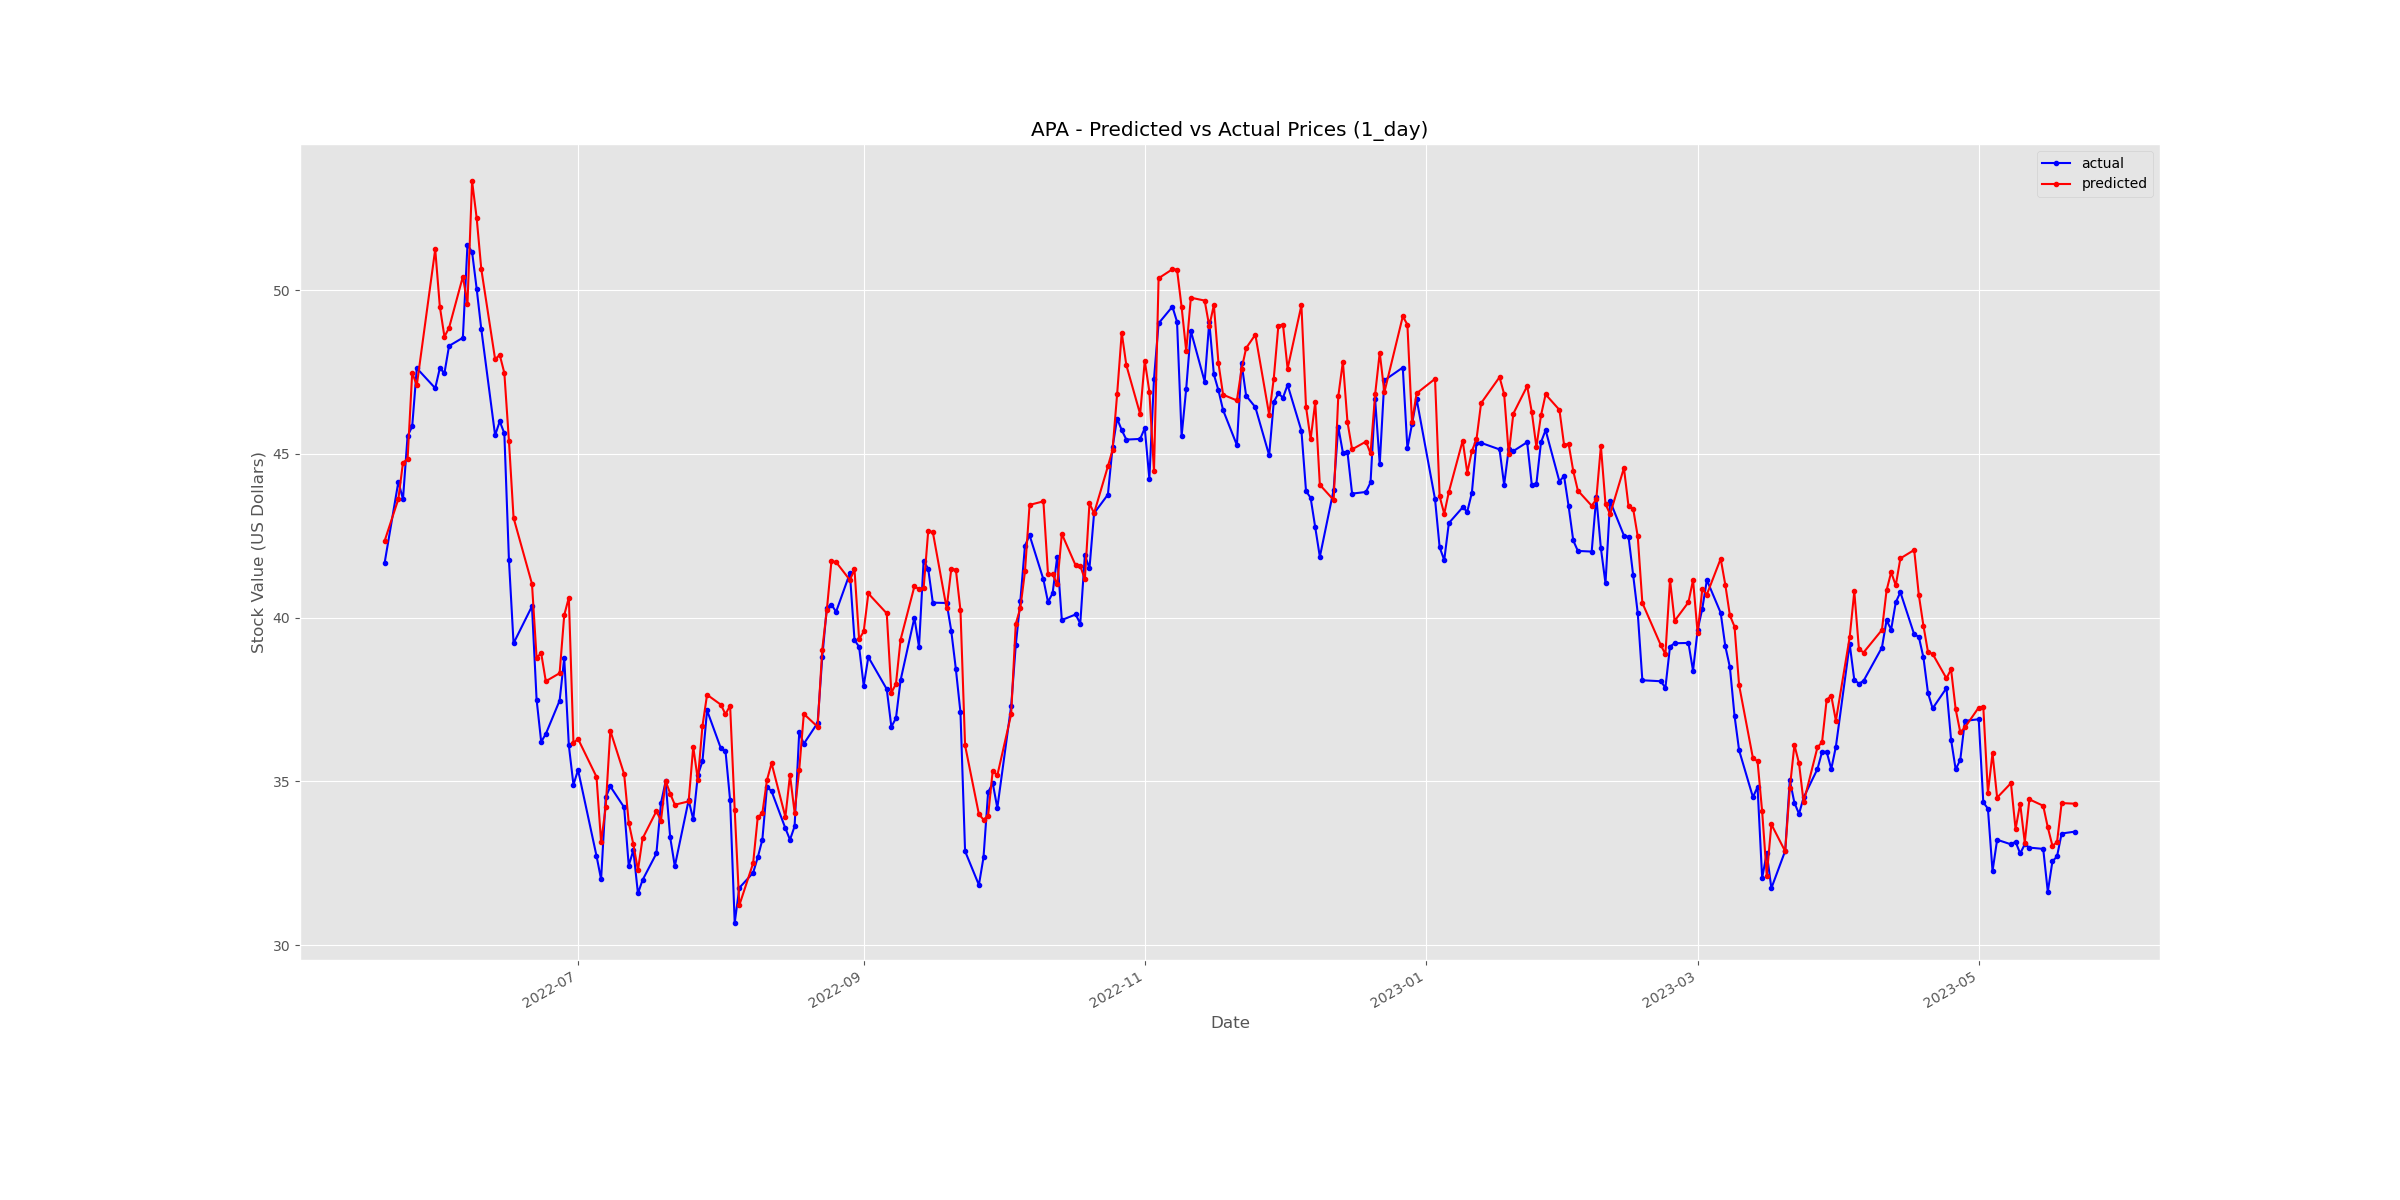 APA - Predicted vs Actual Prices (1_day)
actual
predicted
Stock Value (US Dollars)
50
45
40
35
30
2022-07
2022-09
2022-11
2023-01
2023-03
2023-05
Date